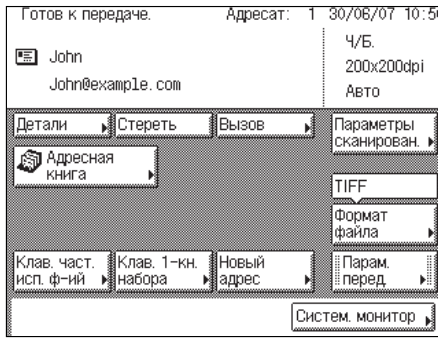 Готов к передаче. Адресат: 1 30/06/07 10:50
John
John@example.com
Ч/Б.
200x200dpi
Авто
Детали Стереть Вызов Параметры сканирован.
Адресная книга
TIFF
Формат файла
Клав. част. исп. ф-ий Клав. 1-кн. набора Новый адрес Парам. перед.
Систем. монитор